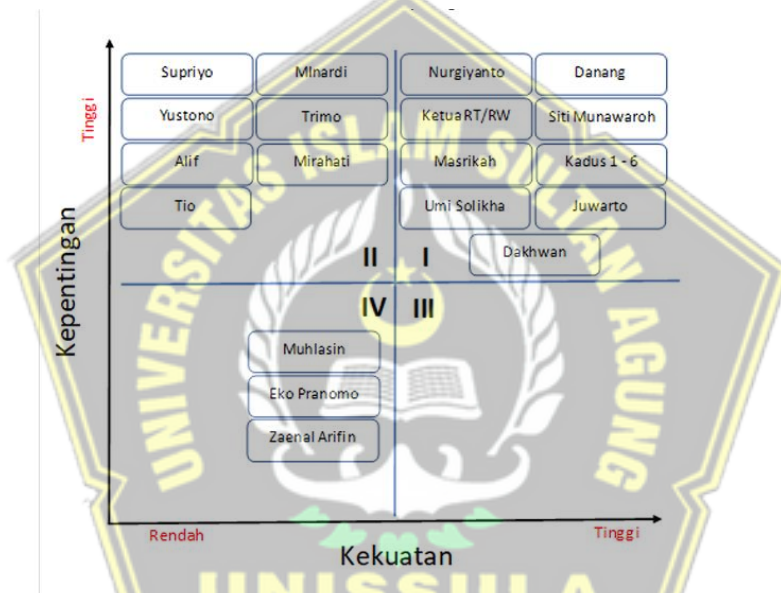 Supriyo MInardi Nurgiyanto Danang
Tinggi
Yustono Trimo Ketua RT/RW Siti Munawaroh
Alif Mirahati Masrikah Kadus 1 - 6
Tio Umi Solikha Juwarto
Kepentingan
II I Dakhwan
IV III
Muhlasin
Eko Pranomo
Zaenal Arifin
Rendah Tinggi
Kekuatan
UNIVERSITAS ISLAM SULTAN AGUNG
UNISSULA